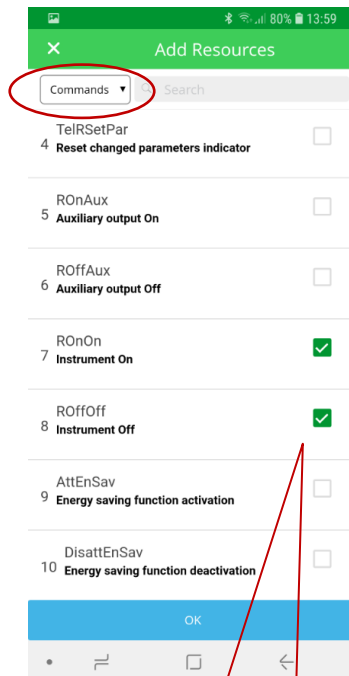 80% 13:59
× Add Resources
Commands ▼ Search
TelRSetPar
4 Reset changed parameters indicator
ROnAux
5 Auxiliary output On
ROffAux
6 Auxiliary output Off
ROnOn
7 Instrument On
ROffOff
8 Instrument Off
AttEnSav
9 Energy saving function activation
DisattEnSav
10 Energy saving function deactivation
OK